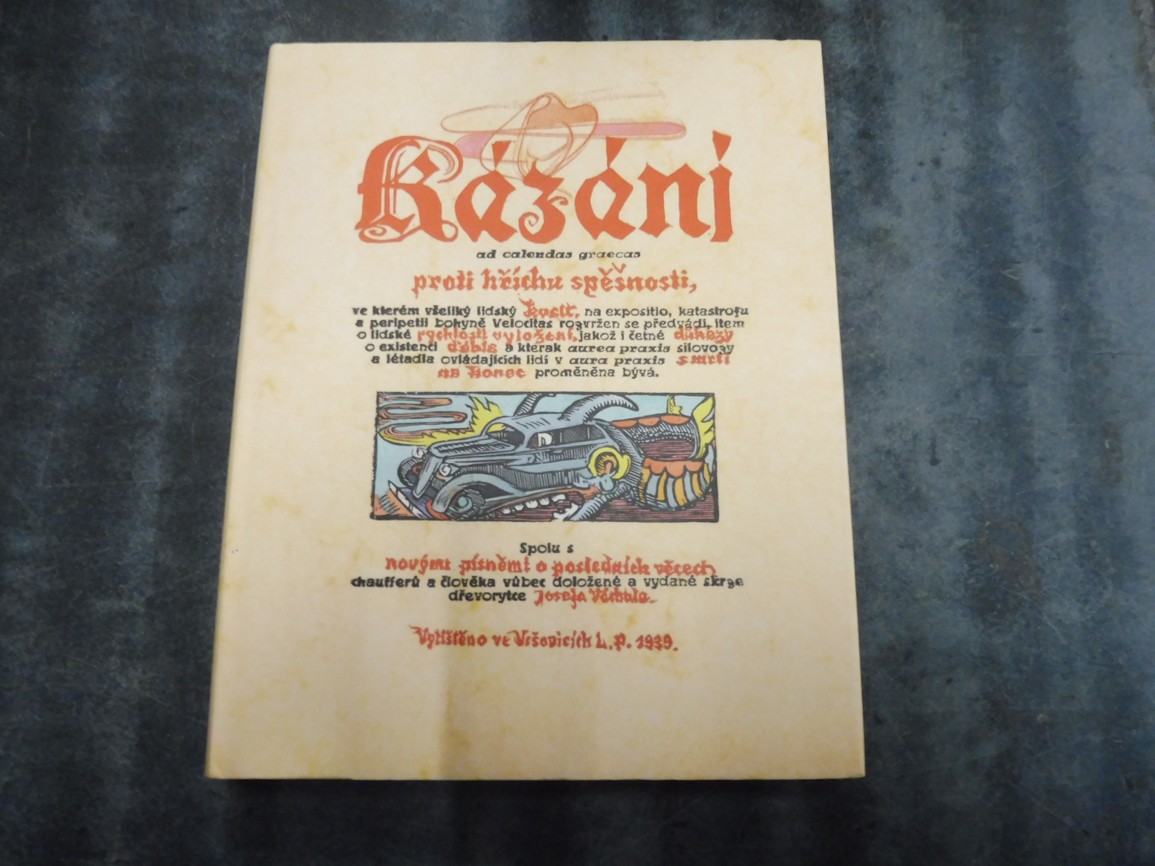 Kázání
ad calendas graecas
proti hříchu spěšnosti,
ve kterém všeliký lidský kvalt, na expositio, katastrofu
a peripetii bohyně Velocitas rozvržen se předvádí, item
o lidské rychlosti vyložení, jakož i četné důkazy
o existenci ďábla a kterak aurea praxis silovozy
a létadla ovládajících lidí v aura praxis smrti
na konec proměněna bývá.
Spolu s
novými písněmi o posledních věcech
chaufferů a člověka vůbec doložené a vydané skrze
dřevorytce Josefa Váchala.
Vytištěno ve Vršovicích L. P. 1939.